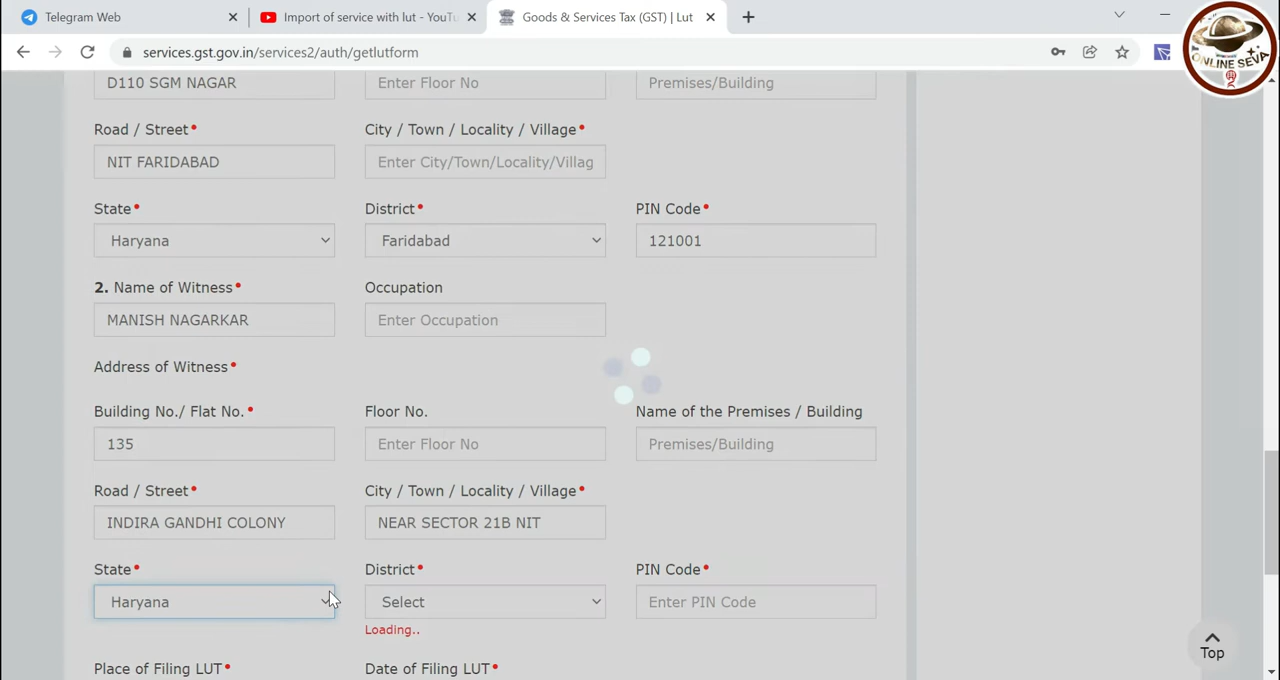 Telegram Web
Import of service with lut - YouTu
Goods & Services Tax (GST) | Lut
services.gst.gov.in/services2/auth/getlutform
ONLINE SEVA
D110 SGM NAGAR
Enter Floor No
Premises/Building
Road / Street•
City / Town / Locality / Village•
NIT FARIDABAD
Enter City/Town/Locality/Villag
State•
District•
PIN Code•
Haryana
Faridabad
121001
2. Name of Witness•
Occupation
MANISH NAGARKAR
Enter Occupation
Address of Witness•
Building No./ Flat No.•
Floor No.
Name of the Premises / Building
135
Enter Floor No
Premises/Building
Road / Street•
City / Town / Locality / Village•
INDIRA GANDHI COLONY
NEAR SECTOR 21B NIT
State•
District•
PIN Code•
Haryana
Select
Enter PIN Code
Loading..
Top
Place of Filing LUT•
Date of Filing LUT•